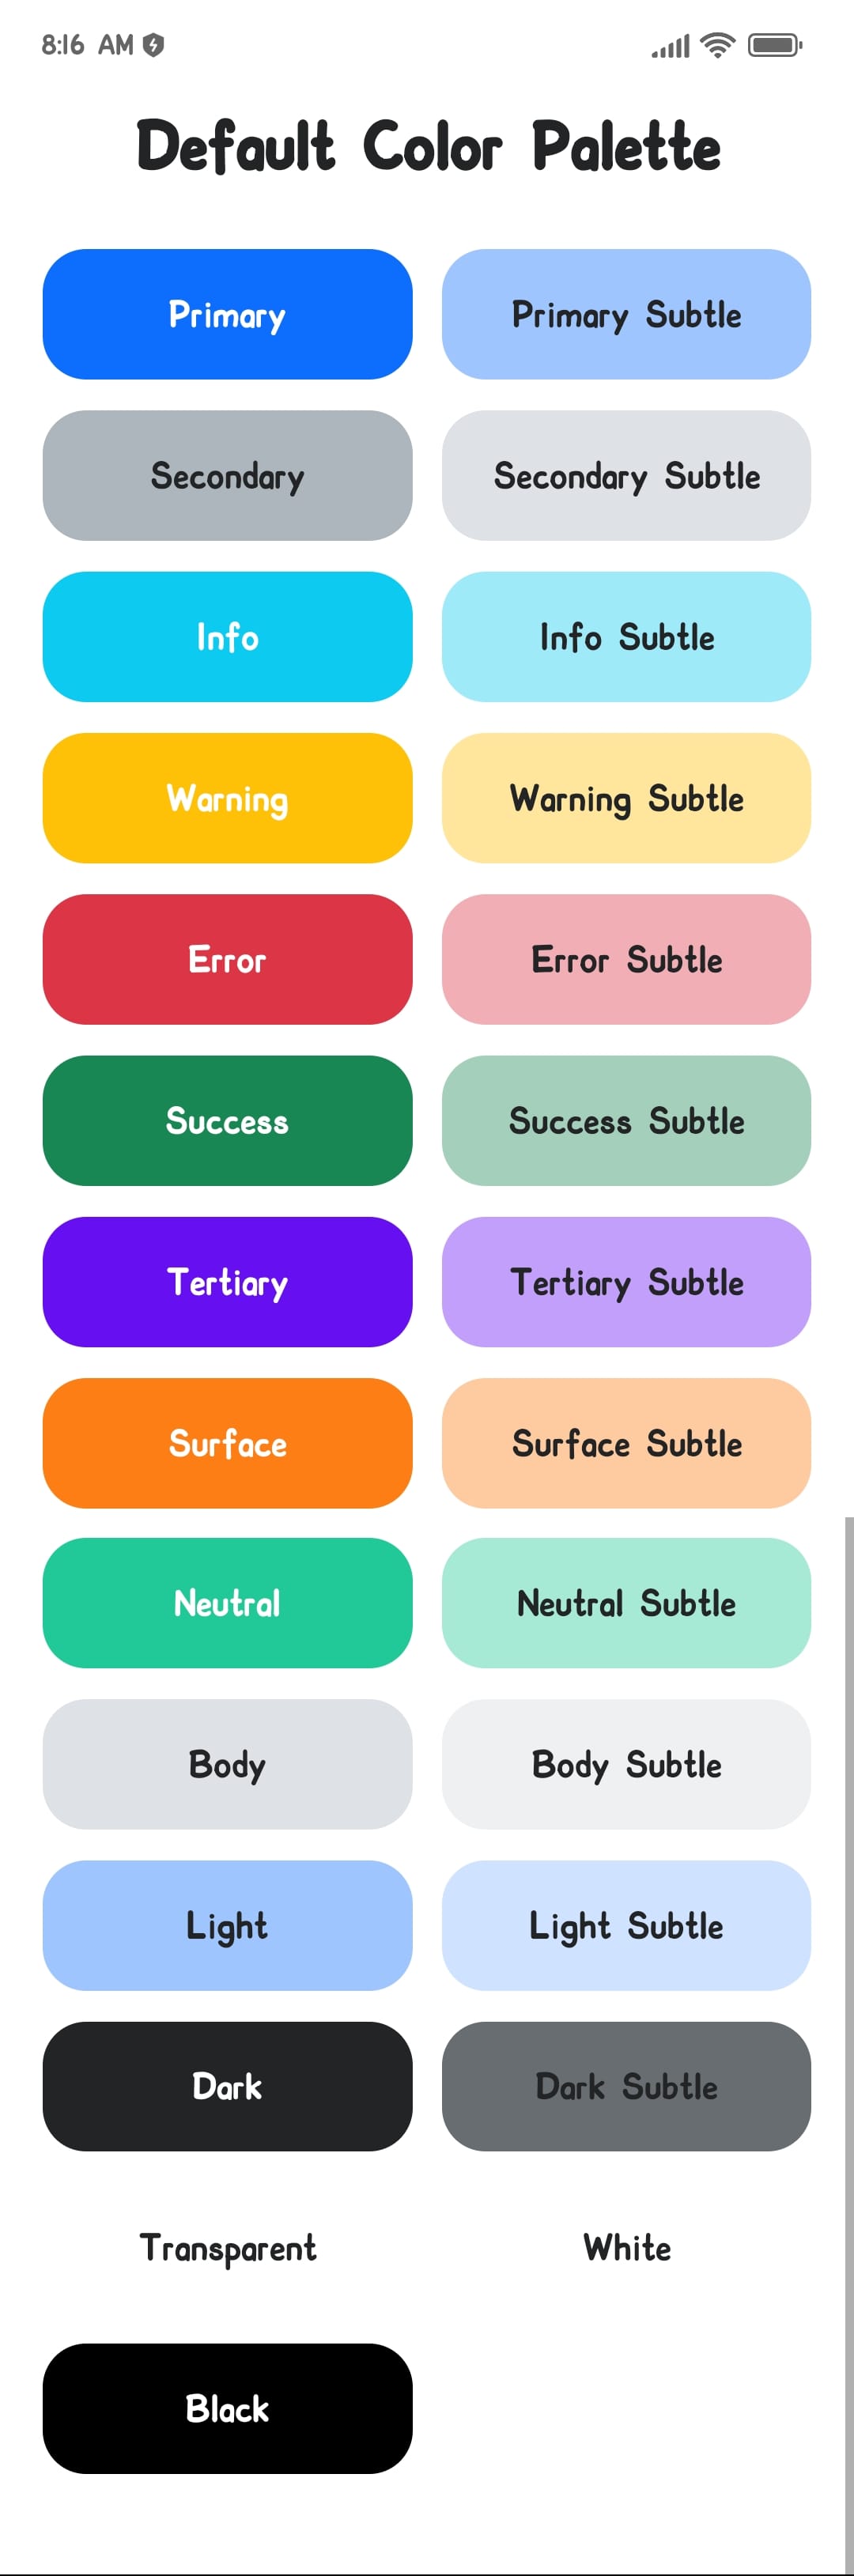 8:16 AM
Default Color Palette
Primary
Primary Subtle
Secondary
Secondary Subtle
Info
Info Subtle
Warning
Warning Subtle
Error
Error Subtle
Success
Success Subtle
Tertiary
Tertiary Subtle
Surface
Surface Subtle
Neutral
Neutral Subtle
Body
Body Subtle
Light
Light Subtle
Dark
Dark Subtle
Transparent
White
Black